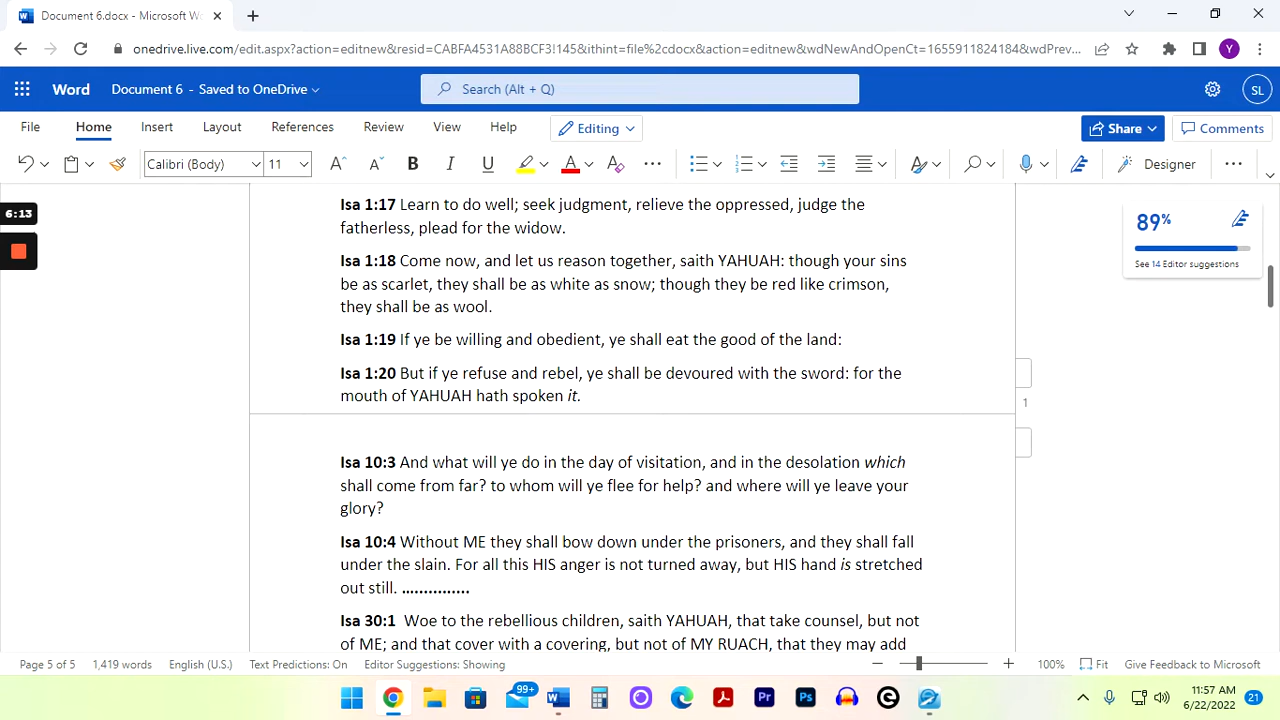 Document 6.docx - Microsoft Wo
onedrive.live.com/edit.aspx?action=editnew&resid=CABFA4531A88BCF3!145&ithint=file%2cdocx&action=editnew&wdNewAndOpenCt=1655911824184&wdPrev...
Y
Word Document 6 - Saved to OneDrive Search (Alt + Q) SL
File Home Insert Layout References Review View Help Editing Share Comments
Calibri (Body) 11 A A B I U A A Designer
6:13
Isa 1:17 Learn to do well; seek judgment, relieve the oppressed, judge the
fatherless, plead for the widow.
89%
See 14 Editor suggestions
Isa 1:18 Come now, and let us reason together, saith YAHUAH: though your sins
be as scarlet, they shall be as white as snow; though they be red like crimson,
they shall be as wool.
Isa 1:19 If ye be willing and obedient, ye shall eat the good of the land:
Isa 1:20 But if ye refuse and rebel, ye shall be devoured with the sword: for the
mouth of YAHUAH hath spoken it.
1
Isa 10:3 And what will ye do in the day of visitation, and in the desolation which
shall come from far? to whom will ye flee for help? and where will ye leave your
glory?
Isa 10:4 Without ME they shall bow down under the prisoners, and they shall fall
under the slain. For all this HIS anger is not turned away, but HIS hand is stretched
out still. ...............
Isa 30:1 Woe to the rebellious children, saith YAHUAH, that take counsel, but not
of ME; and that cover with a covering, but not of MY RUACH, that they may add
Page 5 of 5 1,419 words English (U.S.) Text Predictions: On Editor Suggestions: Showing 100% Fit Give Feedback to Microsoft
99+ Pr Ps 11:57 AM
6/22/2022 21